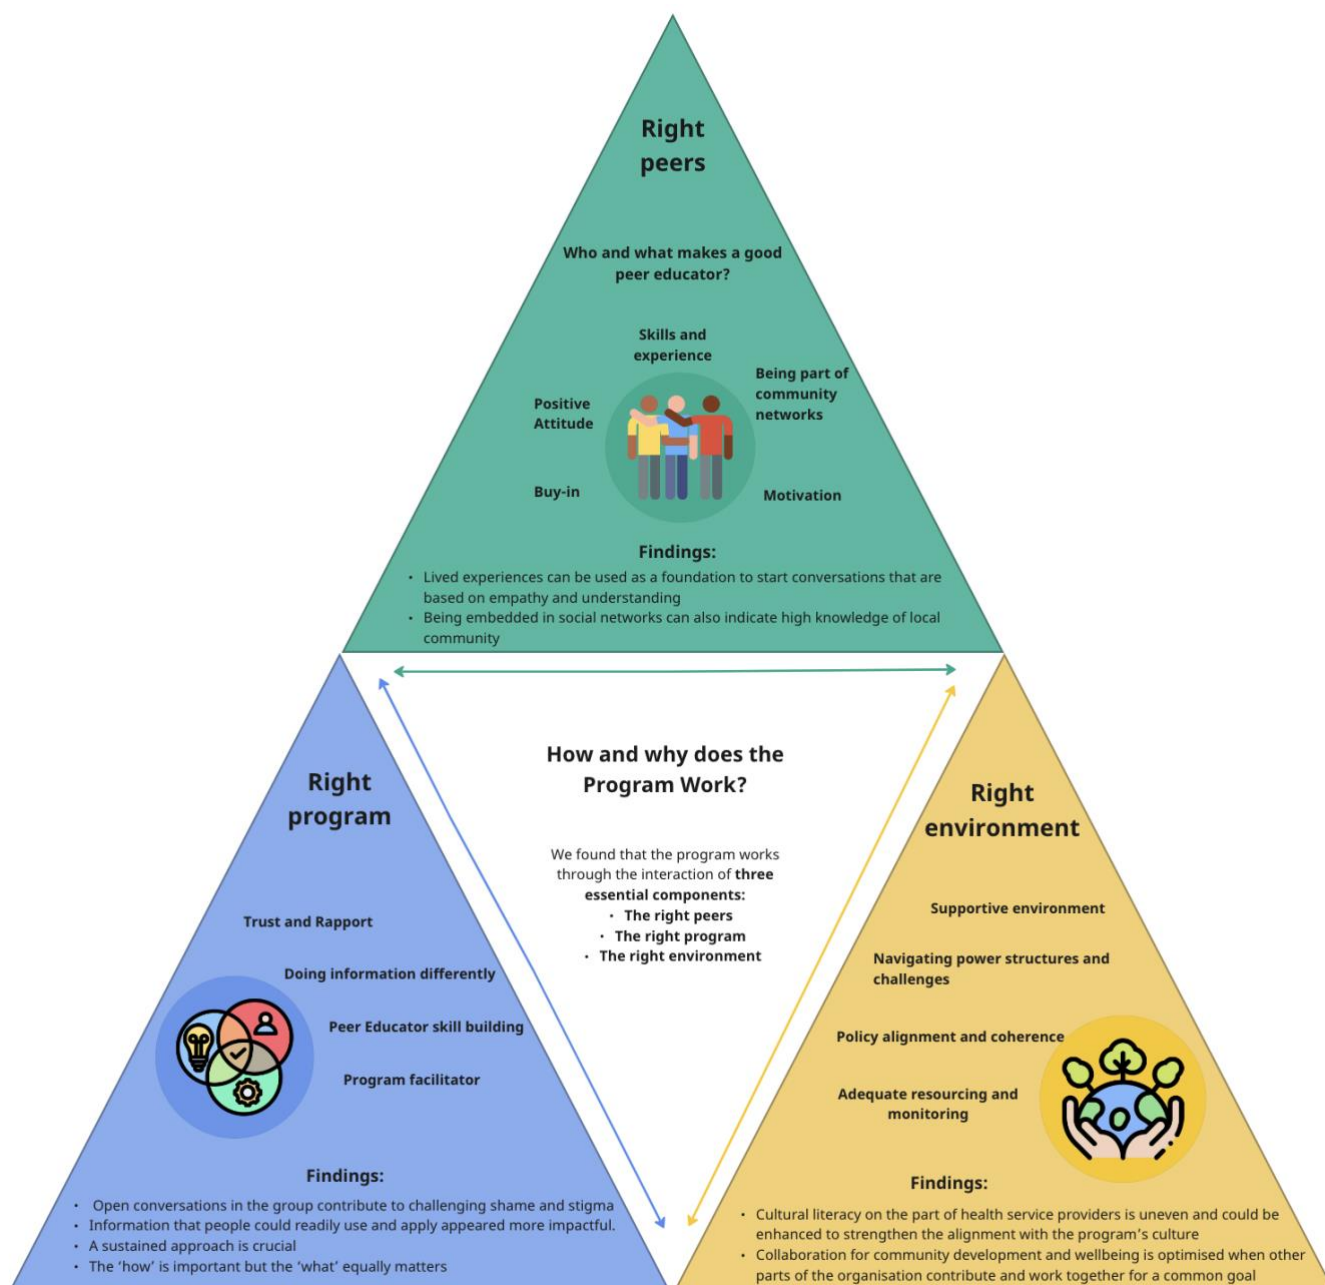 Right
peers
Who and what makes a good
peer educator?
Skills and
experience
Being part of
community
networks
Positive
Attitude
Buy-in
Motivation
Findings:
• Lived experiences can be used as a foundation to start conversations that are
based on empathy and understanding
• Being embedded in social networks can also indicate high knowledge of local
community
How and why does the
Program Work?
We found that the program works
through the interaction of three
essential components:
• The right peers
• The right program
• The right environment
Right
program
Trust and Rapport
Doing information differently
Peer Educator skill building
Program facilitator
Findings:
• Open conversations in the group contribute to challenging shame and stigma
• Information that people could readily use and apply appeared more impactful.
• A sustained approach is crucial
• The ‘how’ is important but the ‘what’ equally matters
Right
environment
Supportive environment
Navigating power structures and
challenges
Policy alignment and coherence
Adequate resourcing and
monitoring
Findings:
• Cultural literacy on the part of health service providers is uneven and could be
enhanced to strengthen the alignment with the program’s culture
• Collaboration for community development and wellbeing is optimised when other
parts of the organisation contribute and work together for a common goal